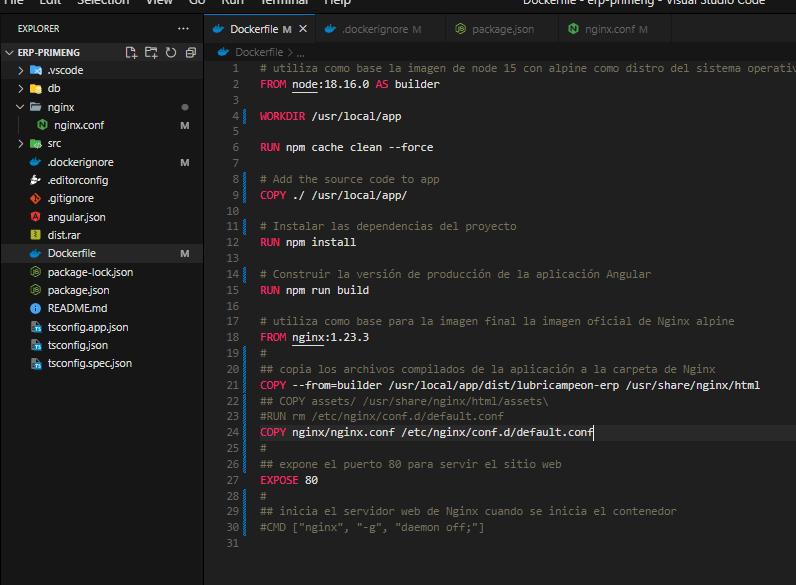 Edit Selection View Go Run Terminal Help Dockerfile - erp-primeng - Visual Studio Code
EXPLORER
ERP-PRIMENG
.vscode
db
nginx
nginx.conf M
src
.dockerignore M
.editorconfig
.gitignore
angular.json
dist.rar
Dockerfile M
package-lock.json
package.json
README.md
tsconfig.app.json
tsconfig.json
tsconfig.spec.json
Dockerfile M .dockerignore M package.json nginx.conf M
Dockerfile > ...
1 # utiliza como base la imagen de node 15 con alpine como distro del sistema operativ
2 FROM node:18.16.0 AS builder
3
4 WORKDIR /usr/local/app
5
6 RUN npm cache clean --force
7
8 # Add the source code to app
9 COPY ./ /usr/local/app/
10
11 # Instalar las dependencias del proyecto
12 RUN npm install
13
14 # Construir la versión de producción de la aplicación Angular
15 RUN npm run build
16
17 # utiliza como base para la imagen final la imagen oficial de Nginx alpine
18 FROM nginx:1.23.3
19 #
20 ## copia los archivos compilados de la aplicación a la carpeta de Nginx
21 COPY --from=builder /usr/local/app/dist/lubricampeon-erp /usr/share/nginx/html
22 ## COPY assets/ /usr/share/nginx/html/assets\
23 #RUN rm /etc/nginx/conf.d/default.conf
24 COPY nginx/nginx.conf /etc/nginx/conf.d/default.conf
25 #
26 ## expone el puerto 80 para servir el sitio web
27 EXPOSE 80
28 #
29 ## inicia el servidor web de Nginx cuando se inicia el contenedor
30 #CMD ["nginx", "-g", "daemon off;"]
31